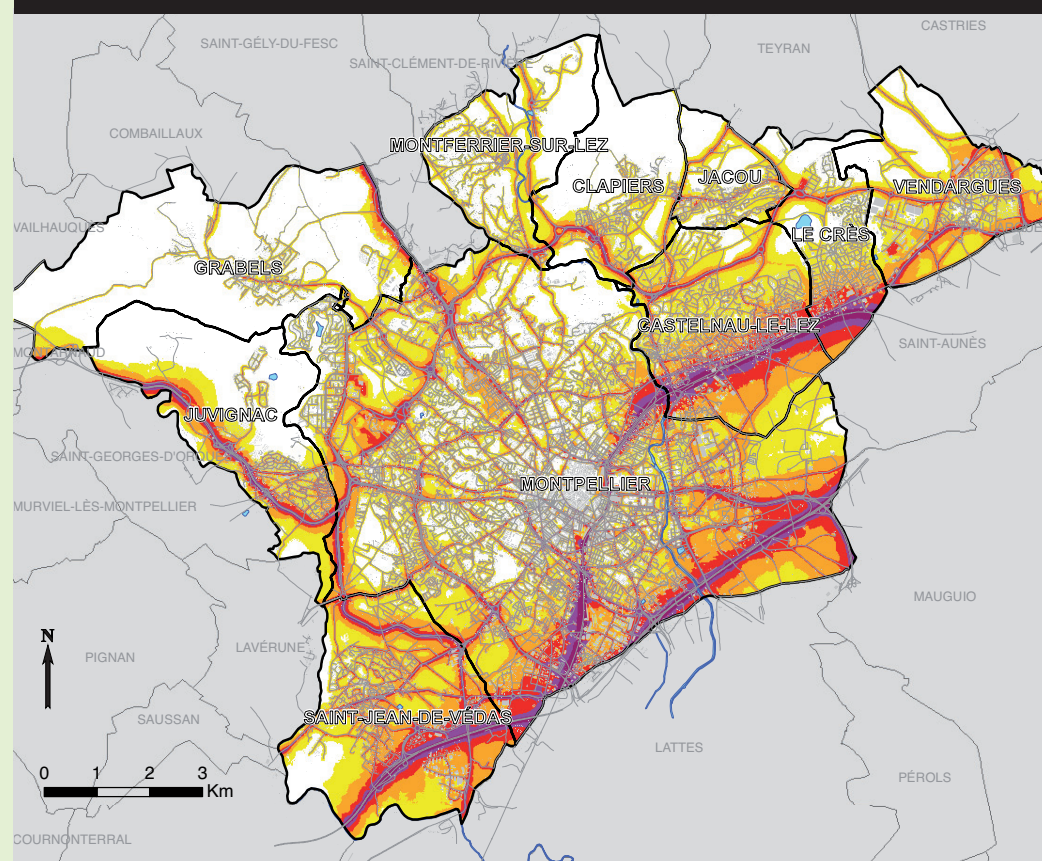 CASTRIES
SAINT-GÉLY-DU-FESC
TEYRAN
SAINT-CLÉMENT-DE-RIVIÈRE
COMBAILLAUX
MONTFERRIER-SUR-LEZ
JACOU
CLAPIERS
VENDARGUES
VAILHAUQUÈS
LE CRÈS
GRABELS
CASTELNAU-LE-LEZ
SAINT-AUNÈS
MONTARNAUD
JUVIGNAC
SAINT-GEORGES-D'ORQUES
MONTPELLIER
MURVIEL-LÈS-MONTPELLIER
MAUGUIO
N
LAVÉRUNE
PIGNAN
SAUSSAN
SAINT-JEAN-DE-VÉDAS
LATTES
0 1 2 3
Km
PÉROLS
COURNONTERRAL